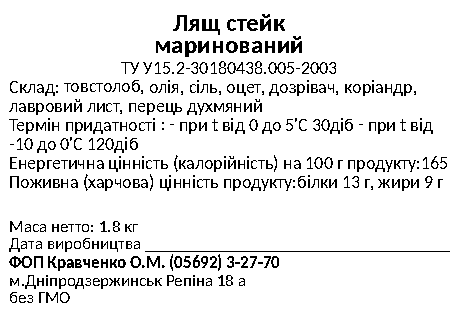 Лящ стейк
маринований
ТУ У15.2-30180438.005-2003
Склад: товстолоб, олія, сіль, оцет, дозрівач, коріандр,
лавровий лист, перець духмяний
Термін придатності : - при t від 0 до 5'С 30діб - при t від
-10 до 0'С 120діб
Енергетична цінність (калорійність) на 100 г продукту:165
Поживна (харчова) цінність продукту:білки 13 г, жири 9 г
Маса нетто: 1.8 кг
Дата виробництва ___________________________________
ФОП Кравченко О.М. (05692) 3-27-70
м.Дніпродзержинськ Репіна 18 а
без ГМО